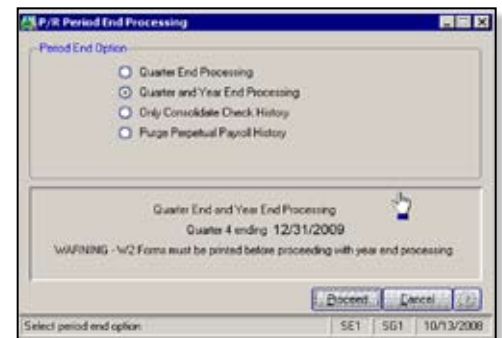 P/R Period End Processing
Period End Option
Quarter End Processing
Quarter and Year End Processing
Only Consolidate Check History
Purge Perpetual Payroll History
Quarter End and Year End Processing
Quarter 4 ending 12/31/2009
WARNING - W2 Forms must be printed before proceeding with year end processing
Proceed Cancel
Select period end option SE1 SG1 10/13/2008